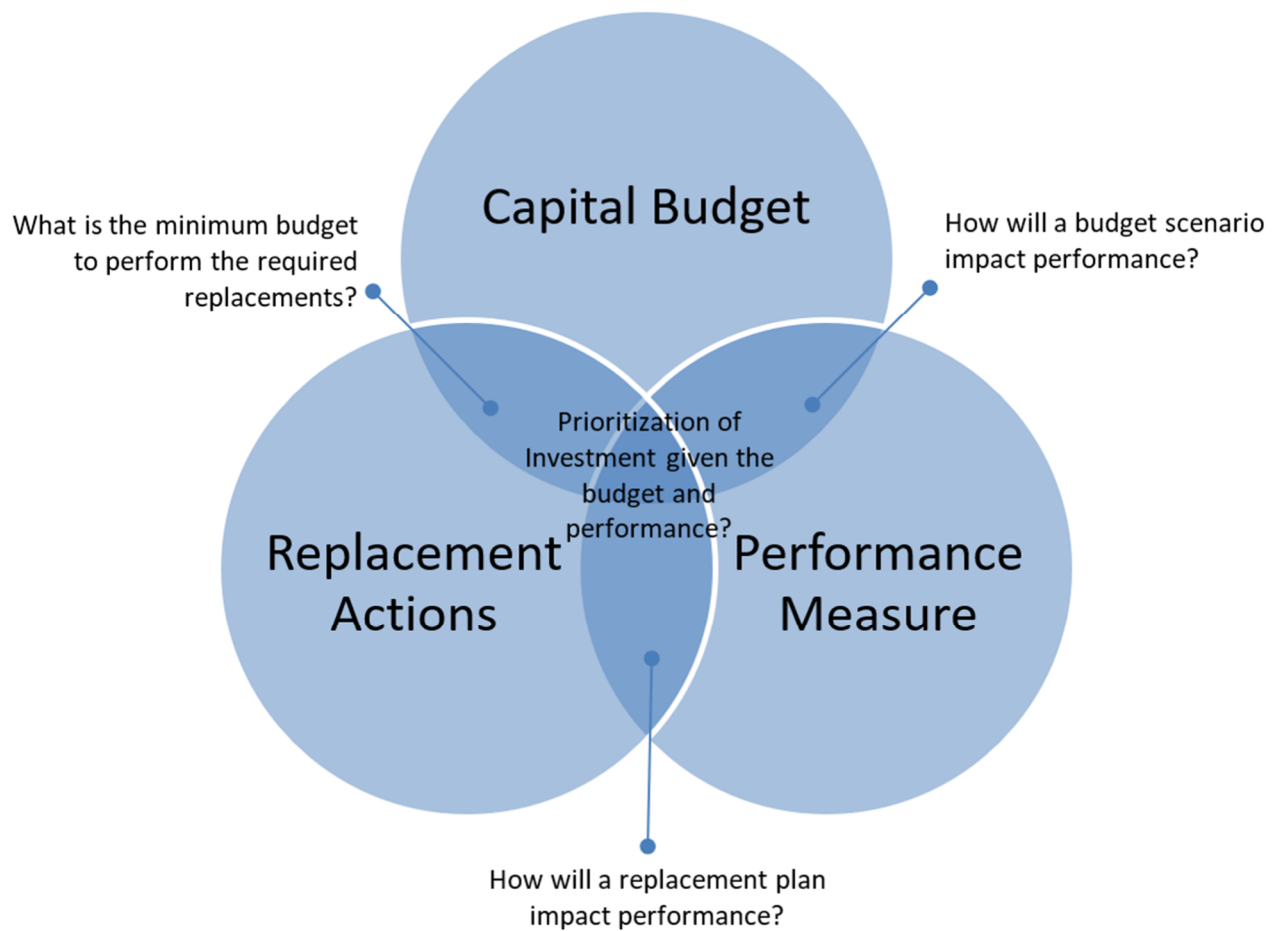 Capital Budget
What is the minimum budget
to perform the required
replacements?
How will a budget scenario
impact performance?
Prioritization of
Investment given the
budget and
performance?
Replacement
Actions
Performance
Measure
How will a replacement plan
impact performance?